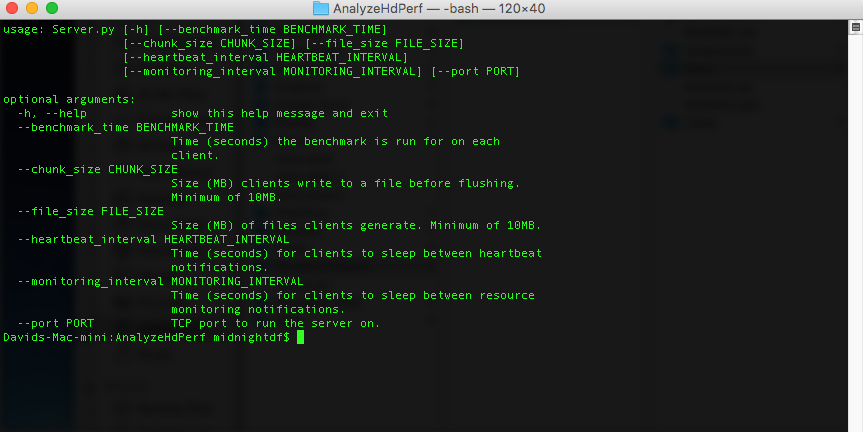 AnalyzeHdPerf — -bash — 120×40
usage: Server.py [-h] [--benchmark_time BENCHMARK_TIME]
[--chunk_size CHUNK_SIZE] [--file_size FILE_SIZE]
[--heartbeat_interval HEARTBEAT_INTERVAL]
[--monitoring_interval MONITORING_INTERVAL] [--port PORT]
optional arguments:
-h, --help show this help message and exit
--benchmark_time BENCHMARK_TIME
Time (seconds) the benchmark is run for on each
client.
--chunk_size CHUNK_SIZE
Size (MB) clients write to a file before flushing.
Minimum of 10MB.
--file_size FILE_SIZE
Size (MB) of files clients generate. Minimum of 10MB.
--heartbeat_interval HEARTBEAT_INTERVAL
Time (seconds) for clients to sleep between heartbeat
notifications.
--monitoring_interval MONITORING_INTERVAL
Time (seconds) for clients to sleep between resource
monitoring notifications.
--port PORT TCP port to run the server on.
Davids-Mac-mini:AnalyzeHdPerf midnightdf$